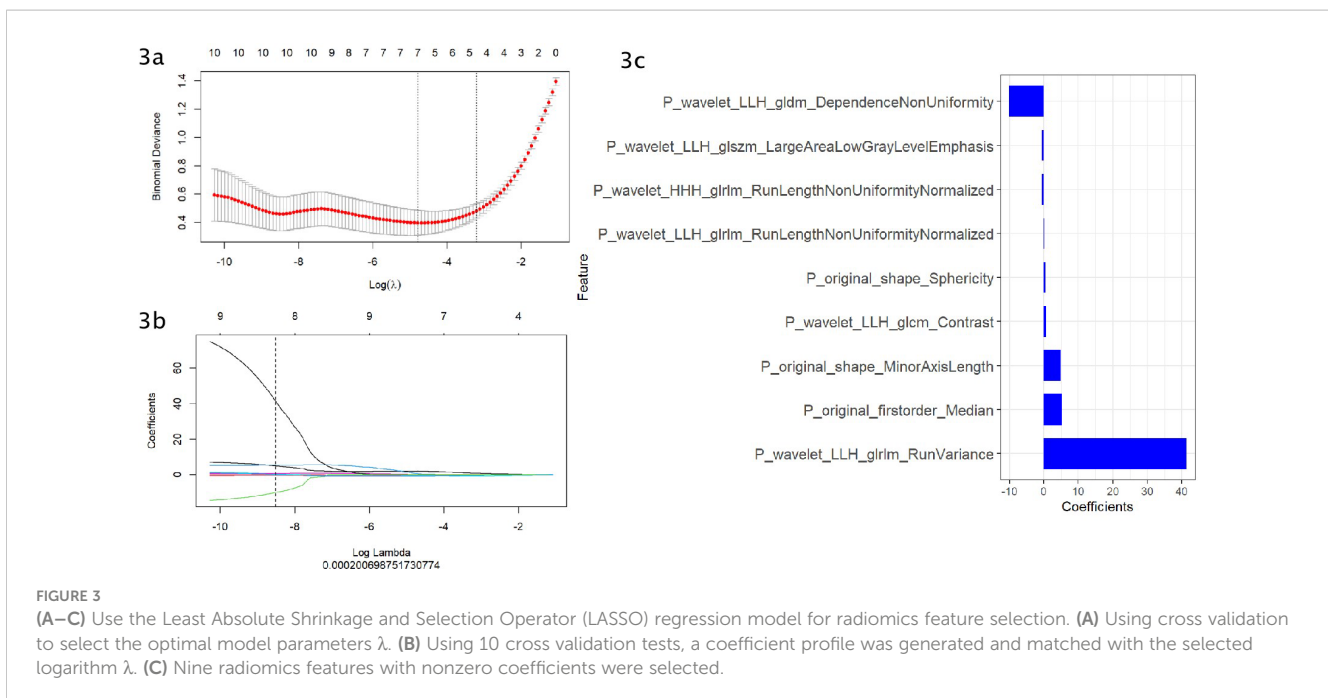 3a
10 10 10 10 10 9 8 7 7 7 7 5 6 5 4 4 3 2 0
Binomial Deviance
1.4
1.2
1.0
0.8
0.6
0.4
-10 -8 -6 -4 -2
Log(λ)
3b
9 8 9 7 4
Coefficients
60
40
20
0
-10 -8 -6 -4 -2
Log Lambda
0.000200698751730774
3c
Feature
P_wavelet_LLH_gldm_DependenceNonUniformity
P_wavelet_LLH_glszm_LargeAreaLowGrayLevelEmphasis
P_wavelet_HHH_glrlm_RunLengthNonUniformityNormalized
P_wavelet_LLH_glrlm_RunLengthNonUniformityNormalized
P_original_shape_Sphericity
P_wavelet_LLH_glcm_Contrast
P_original_shape_MinorAxisLength
P_original_firstorder_Median
P_wavelet_LLH_glrlm_RunVariance
-10 0 10 20 30 40
Coefficients
FIGURE 3
(A–C) Use the Least Absolute Shrinkage and Selection Operator (LASSO) regression model for radiomics feature selection. (A) Using cross validation
to select the optimal model parameters λ. (B) Using 10 cross validation tests, a coefficient profile was generated and matched with the selected
logarithm λ. (C) Nine radiomics features with nonzero coefficients were selected.